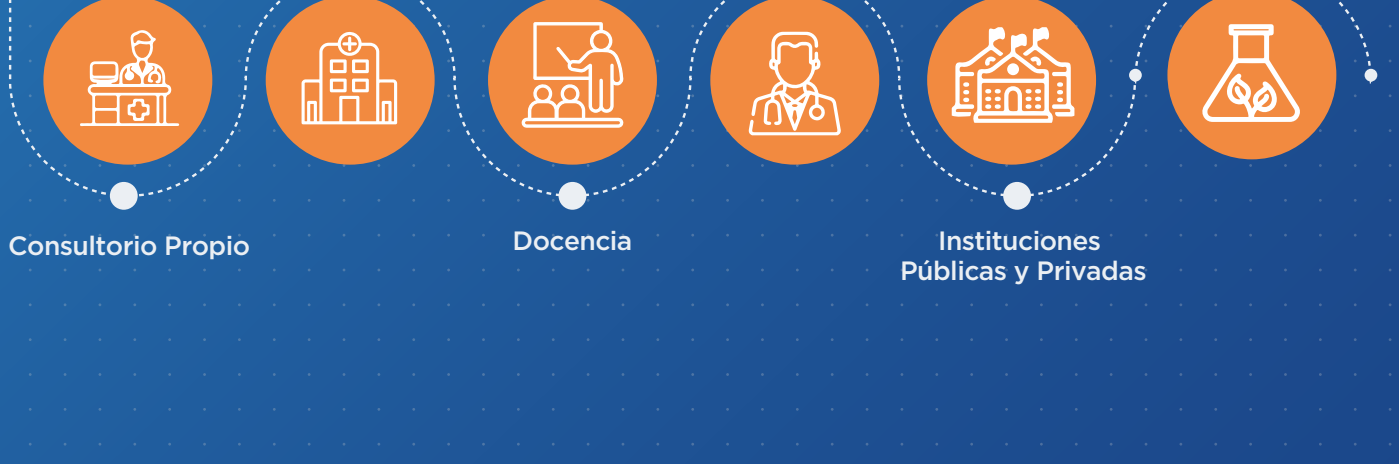 Consultorio Propio
Docencia
Instituciones
Públicas y Privadas